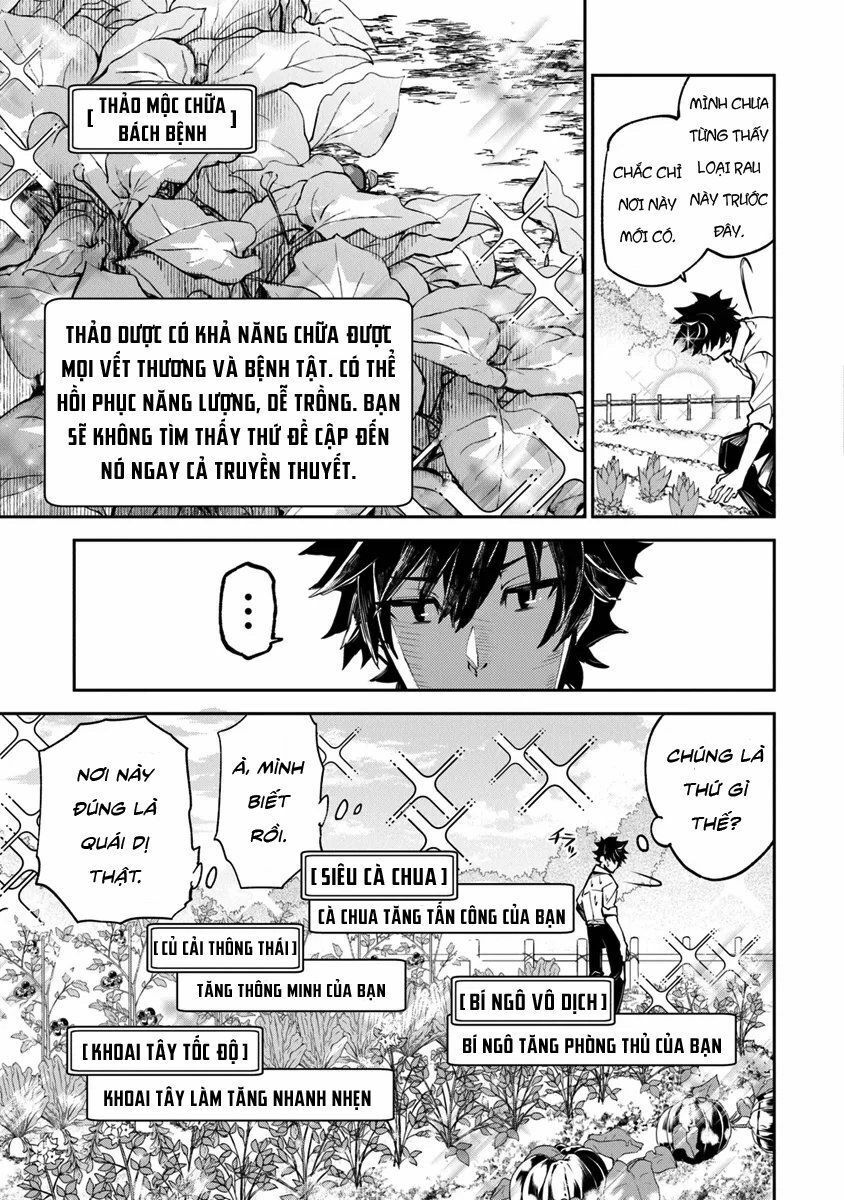 MÌNH CHƯA
TỪNG THẤY
LOẠI RAU
NÀY TRƯỚC
ĐÂY.
CHẮC CHỈ
NƠI NÀY
MỚI CÓ.
[THẢO MỘC CHỮA
BÁCH BỆNH]
THẢO DƯỢC CÓ KHẢ NĂNG CHỮA ĐƯỢC
MỌI VẾT THƯƠNG VÀ BỆNH TẬT. CÓ THỂ
HỒI PHỤC NĂNG LƯỢNG, DỄ TRỒNG. BẠN
SẼ KHÔNG TÌM THẤY THỨ ĐỀ CẬP ĐẾN
NÓ NGAY CẢ TRUYỀN THUYẾT.
...
CHÚNG LÀ
THỨ GÌ
THẾ?
チラ
À, MÌNH
BIẾT
RỒI.
NƠI NÀY
ĐÚNG LÀ
QUÁI DỊ
THẬT.
[SIÊU CÀ CHUA]
CÀ CHUA TĂNG TẤN CÔNG CỦA BẠN
[CỦ CẢI THÔNG THÁI]
TĂNG THÔNG MINH CỦA BẠN
[BÍ NGÔ VÔ DỊCH]
BÍ NGÔ TĂNG PHÒNG THỦ CỦA BẠN
[KHOAI TÂY TỐC ĐỘ]
KHOAI TÂY LÀM TĂNG NHANH NHẸN